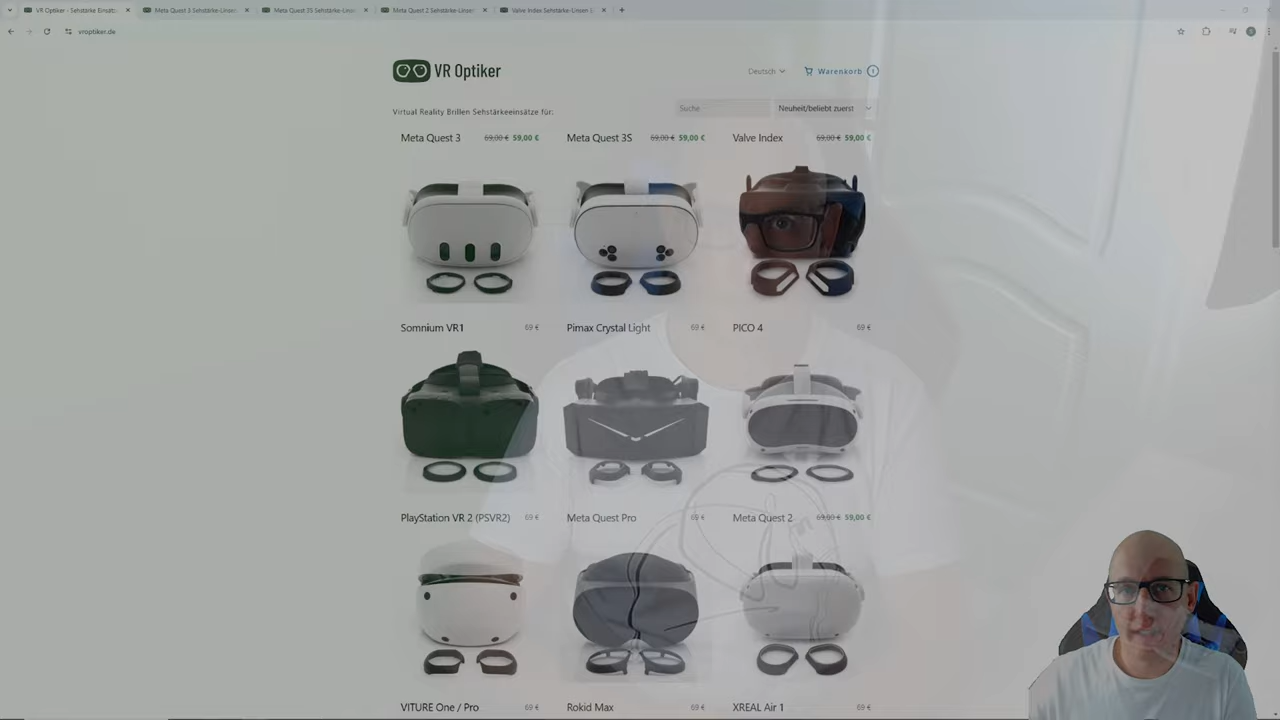 VR Optiker - Sehstärke Einsätz
Meta Quest 3 Sehstärke-Linsen
Meta Quest 3S Sehstärke-Linse
Meta Quest 2 Sehstärke-Linsen
Valve Index Sehstärke-Linsen
vroptiker.de
VR Optiker
Deutsch
Warenkorb
Virtual Reality Brillen Sehstärkeeinsätze für:
Suche
Neuheit/beliebt zuerst
Meta Quest 3 69,00 € 59,00 €
Meta Quest 3S 69,00 € 59,00 €
Valve Index 69,00 € 59,00 €
Somnium VR1 69 €
Pimax Crystal Light 69 €
PICO 4 69 €
PlayStation VR 2 (PSVR2) 69 €
Meta Quest Pro 69 €
Meta Quest 2 69,00 € 59,00 €
VITURE One / Pro 69 €
Rokid Max 69 €
XREAL Air 1 69 €